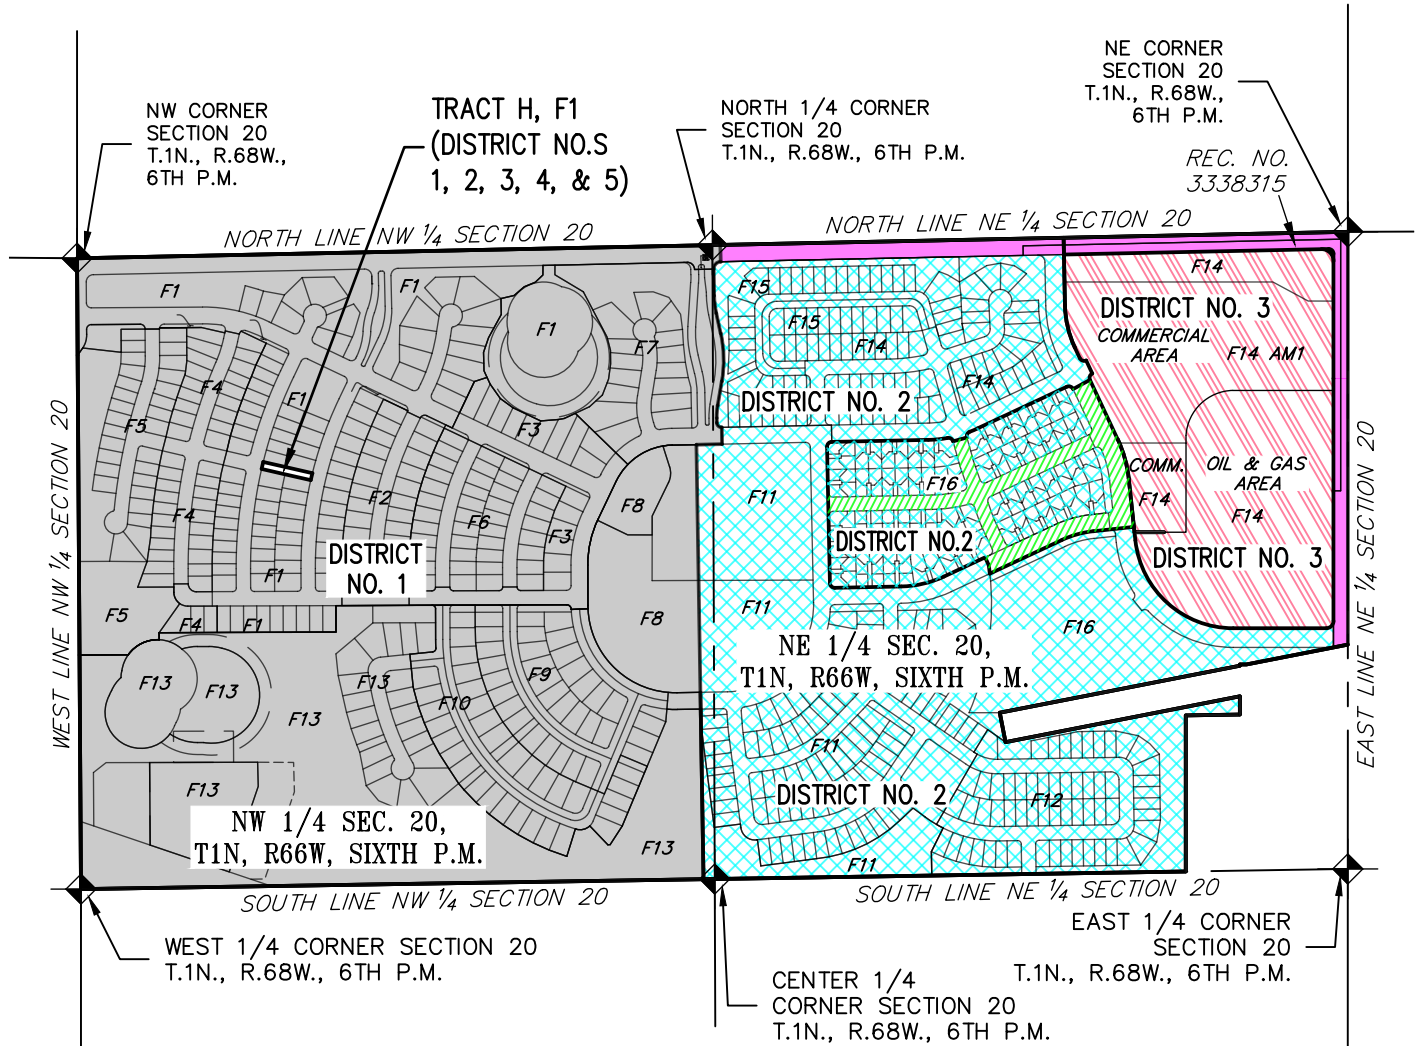 NW CORNER
SECTION 20
T.1N., R.68W.,
6TH P.M.
TRACT H, F1
(DISTRICT NO.S
1, 2, 3, 4, & 5)
NORTH 1/4 CORNER
SECTION 20
T.1N., R.68W., 6TH P.M.
NE CORNER
SECTION 20
T.1N., R.68W.,
6TH P.M.
REC. NO.
3338315
NORTH LINE NW 1/4 SECTION 20
NORTH LINE NE 1/4 SECTION 20
WEST LINE NW 1/4 SECTION 20
EAST LINE NE 1/4 SECTION 20
F1
F1
F1
F7
F4
F1
F5
F3
F2
F6
F3
F8
F4
F1
DISTRICT
NO. 1
F5
F4
F1
F8
F13
F13
F13
F13
F10
F9
F13
F13
NW 1/4 SEC. 20,
T1N, R66W, SIXTH P.M.
F15
F15
F14
F14
DISTRICT NO. 2
F11
F16
DISTRICT NO.2
F11
F16
NE 1/4 SEC. 20,
T1N, R66W, SIXTH P.M.
F11
DISTRICT NO. 2
F12
F11
F14
DISTRICT NO. 3
COMMERCIAL
AREA
F14 AM1
COMM.
F14
OIL & GAS
AREA
F14
DISTRICT NO. 3
SOUTH LINE NW 1/4 SECTION 20
SOUTH LINE NE 1/4 SECTION 20
WEST 1/4 CORNER SECTION 20
T.1N., R.68W., 6TH P.M.
CENTER 1/4
CORNER SECTION 20
T.1N., R.68W., 6TH P.M.
EAST 1/4 CORNER
SECTION 20
T.1N., R.68W., 6TH P.M.